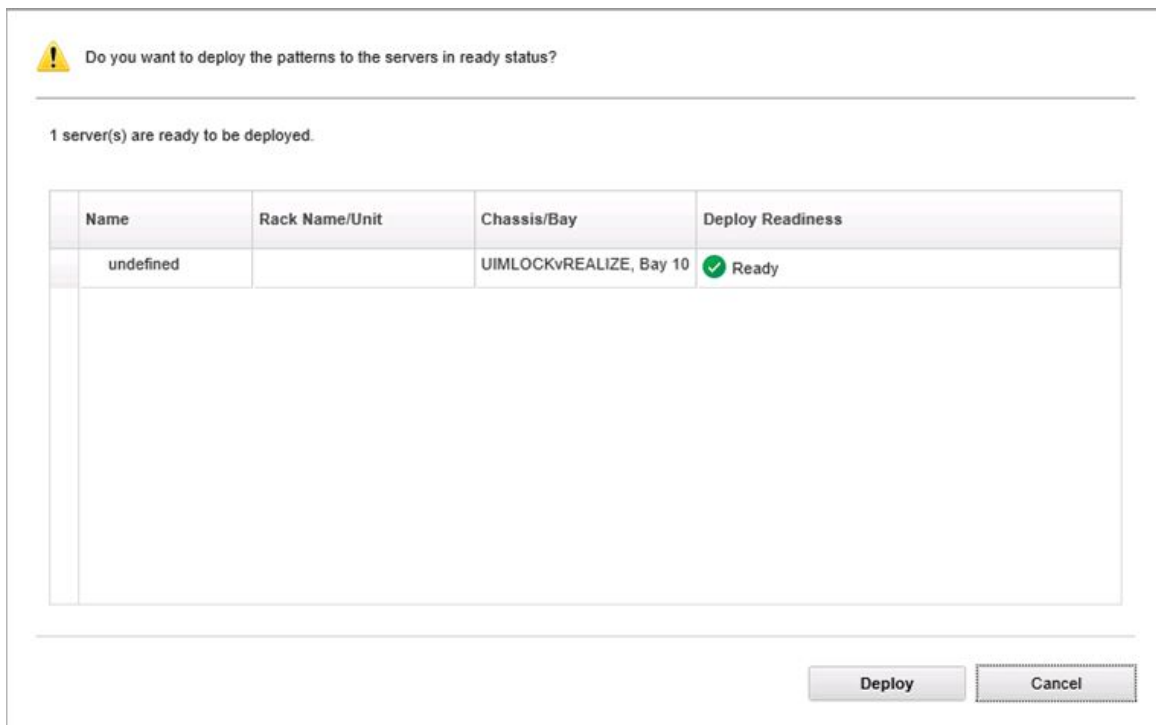 Do you want to deploy the patterns to the servers in ready status?
1 server(s) are ready to be deployed.
Name Rack Name/Unit Chassis/Bay Deploy Readiness
undefined UIMLOCKvREALIZE, Bay 10 Ready
Deploy Cancel